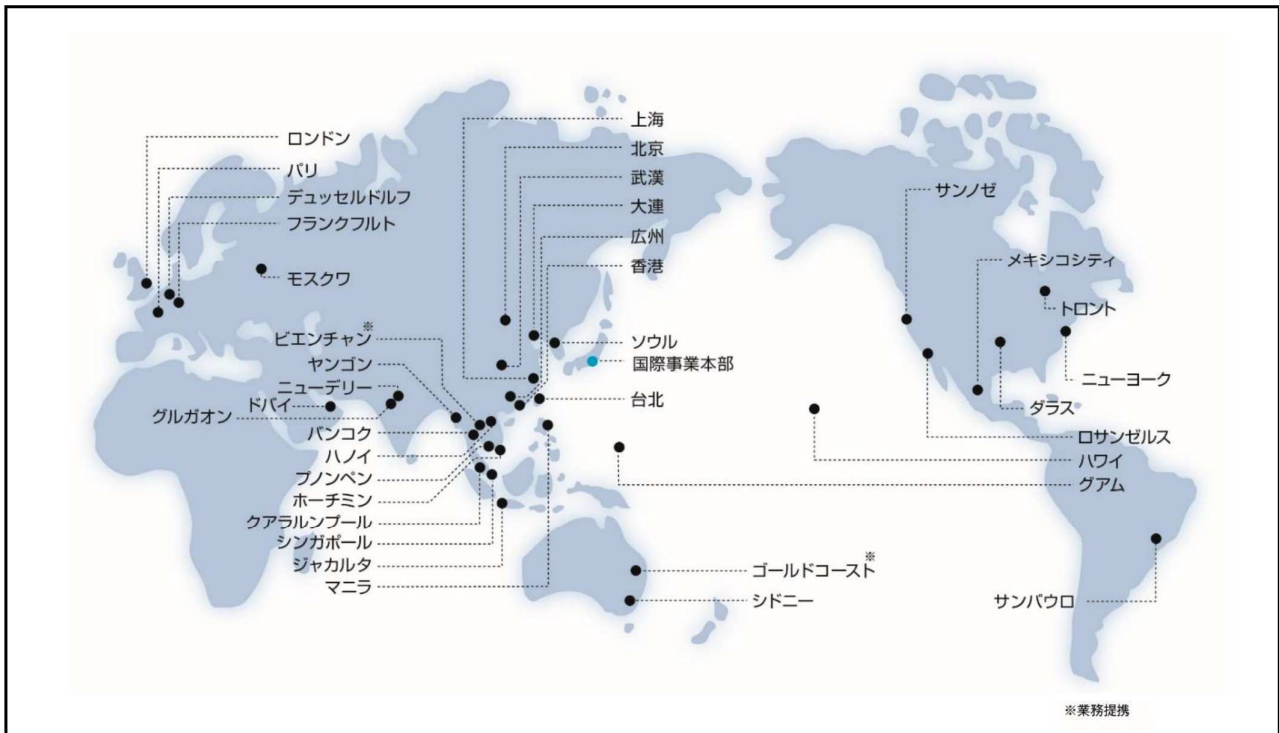 ロンドン
パリ
デュッセルドルフ
フランクフルト
モスクワ
上海
北京
武漢
大連
広州
香港
ソウル
国際事業本部
台北
ビエンチャン※
ヤンゴン
ニューデリー
ドバイ
グルガオン
バンコク
ハノイ
プノンペン
ホーチミン
クアラルンプール
シンガポール
ジャカルタ
マニラ
ゴールドコースト※
シドニー
サンノゼ
メキシコシティ
トロント
ニューヨーク
ダラス
ロサンゼルス
ハワイ
グアム
サンパウロ
※業務提携